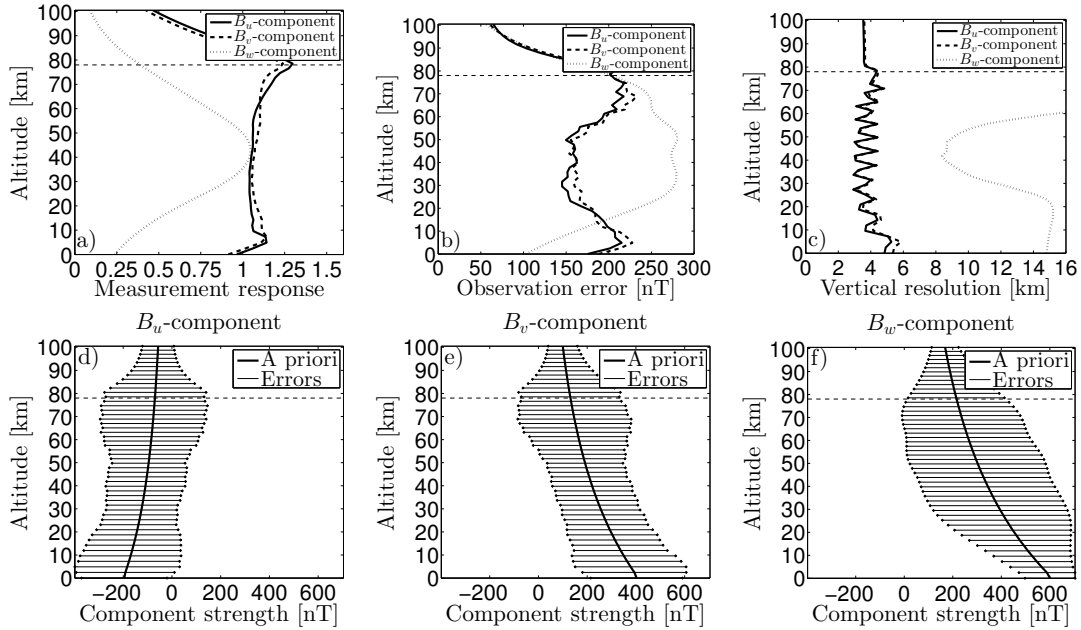 100
90
80
70
60
50
40
30
20
10
0
Altitude [km]
B_u-component
B_v-component
B_w-component
a)
0.25 0.5 0.75 1 1.25 1.6
Measurement response
100
90
80
70
60
50
40
30
20
10
0
Altitude [km]
B_u-component
B_v-component
B_w-component
b)
0 50 100 150 200 250 300
Observation error [nT]
100
90
80
70
60
50
40
30
20
10
0
Altitude [km]
B_u-component
B_v-component
B_w-component
c)
0 2 4 6 8 10 12 14 16
Vertical resolution [km]
B_u-component
100
90
80
70
60
50
40
30
20
10
0
Altitude [km]
d)
A priori
Errors
−200 0 200 400 600
Component strength [nT]
B_v-component
100
90
80
70
60
50
40
30
20
10
0
Altitude [km]
e)
A priori
Errors
−200 0 200 400 600
Component strength [nT]
B_w-component
100
90
80
70
60
50
40
30
20
10
0
Altitude [km]
f)
A priori
Errors
−200 0 200 400 600
Component strength [nT]